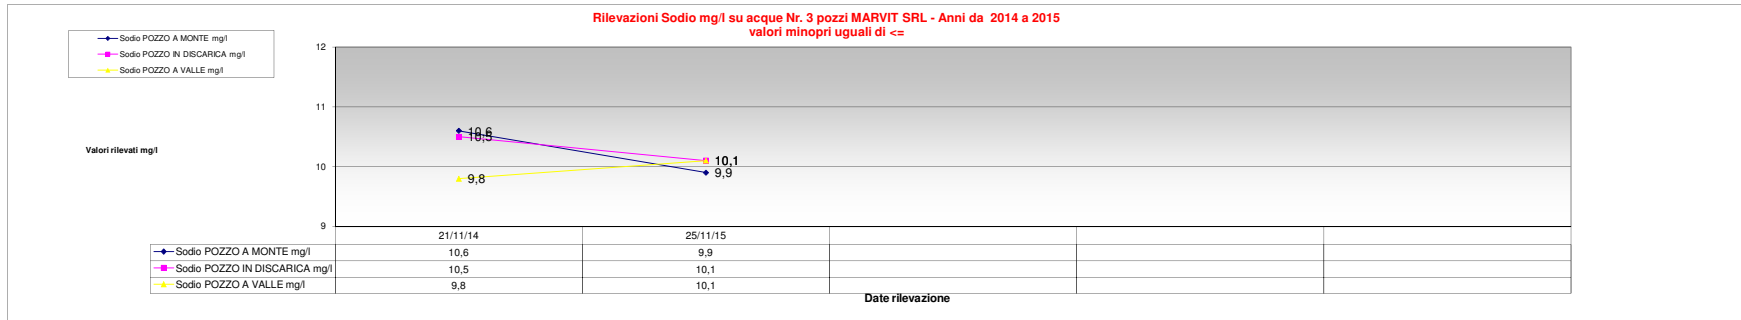 Rilevazioni Sodio mg/l su acque Nr. 3 pozzi MARVIT SRL - Anni da 2014 a 2015
valori minopri uguali di <=
Sodio POZZO A MONTE mg/l
Sodio POZZO IN DISCARICA mg/l
Sodio POZZO A VALLE mg/l
Valori rilevati mg/l
12
11
10
9
10,6
10,5
9,8
10,1
9,9
21/11/14 25/11/15
Sodio POZZO A MONTE mg/l 10,6 9,9
Sodio POZZO IN DISCARICA mg/l 10,5 10,1
Sodio POZZO A VALLE mg/l 9,8 10,1
Date rilevazione